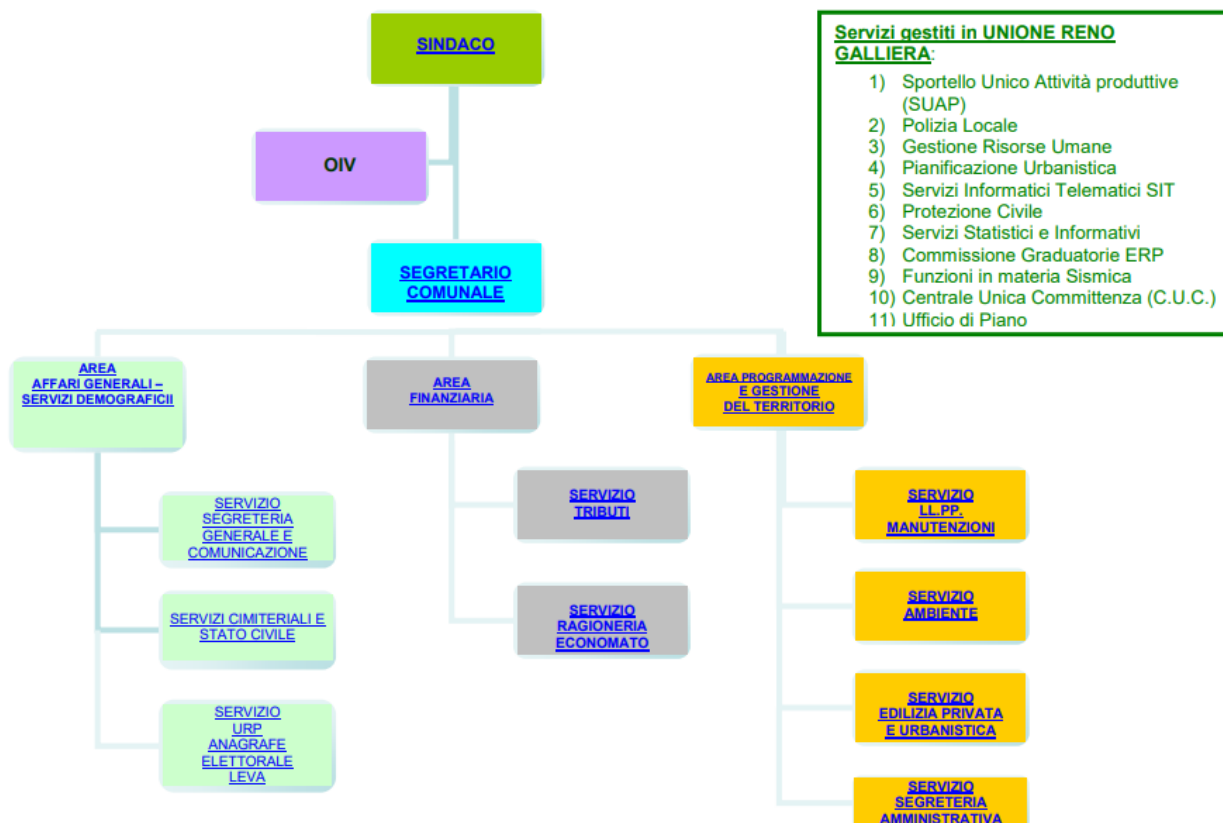 SINDACO
OIV
SEGRETARIO
COMUNALE
Servizi gestiti in UNIONE RENO
GALLIERA:
1) Sportello Unico Attività produttive
(SUAP)
2) Polizia Locale
3) Gestione Risorse Umane
4) Pianificazione Urbanistica
5) Servizi Informatici Telematici SIT
6) Protezione Civile
7) Servizi Statistici e Informativi
8) Commissione Graduatorie ERP
9) Funzioni in materia Sismica
10) Centrale Unica Committenza (C.U.C.)
11) Ufficio di Piano
AREA
AFFARI GENERALI –
SERVIZI DEMOGRAFICII
AREA
FINANZIARIA
AREA PROGRAMMAZIONE
E GESTIONE
DEL TERRITORIO
SERVIZIO
SEGRETERIA
GENERALE E
COMUNICAZIONE
SERVIZI CIMITERIALI E
STATO CIVILE
SERVIZIO
URP
ANAGRAFE
ELETTORALE
LEVA
SERVIZIO
TRIBUTI
SERVIZIO
RAGIONERIA
ECONOMATO
SERVIZIO
LL.PP.
MANUTENZIONI
SERVIZIO
AMBIENTE
SERVIZIO
EDILIZIA PRIVATA
E URBANISTICA
SERVIZIO
SEGRETERIA
AMMINISTRATIVA